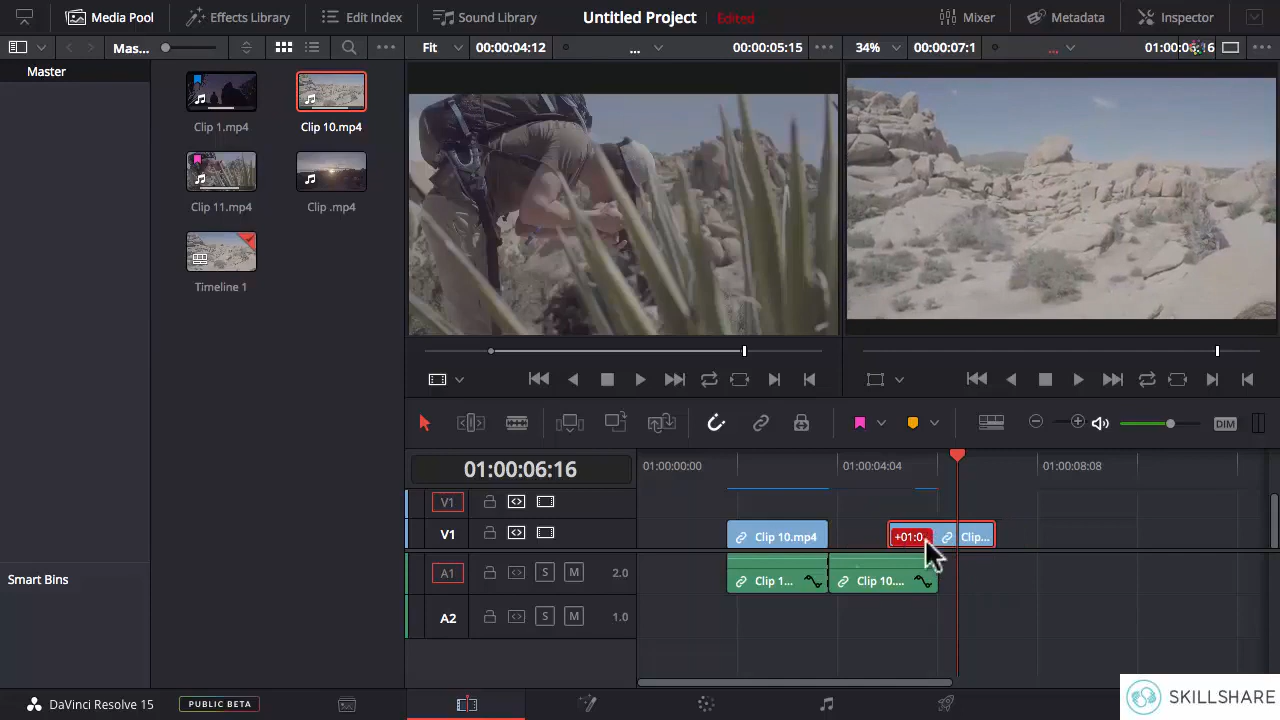 Media Pool
Effects Library
Edit Index
Sound Library
Untitled Project
Edited
Mixer
Metadata
Inspector
Mas...
Fit
00:00:04:12
...
00:00:05:15
34%
00:00:07:1
...
Master
Clip 1.mp4
Clip 10.mp4
Clip 11.mp4
Clip .mp4
Timeline 1
DIM
01:00:06:16
01:00:00:00
01:00:04:04
01:00:08:08
V1
V1
Clip 10.mp4
+01:0
Clip...
Smart Bins
A1
S
M
2.0
Clip 1...
Clip 10....
A2
S
M
1.0
DaVinci Resolve 15
PUBLIC BETA
SKILLSHARE